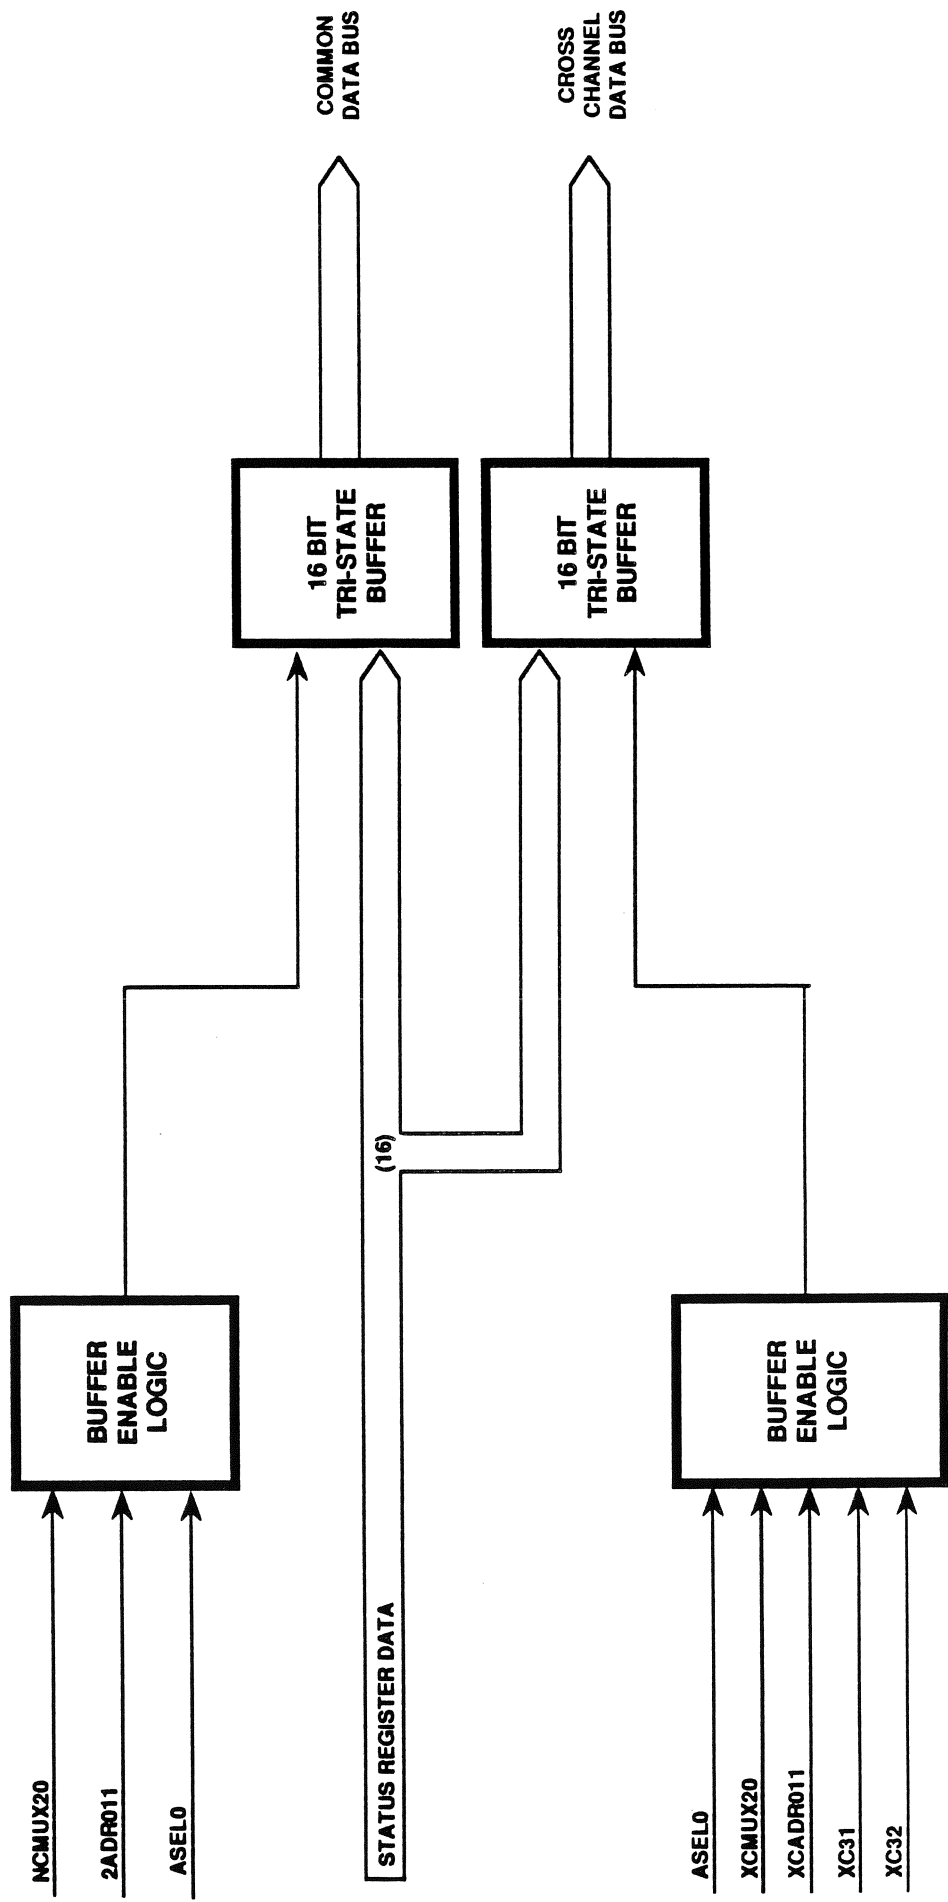 NCMUX20
2ADR011
ASEL0
BUFFER
ENABLE
LOGIC
STATUS REGISTER DATA
(16)
16 BIT
TRI-STATE
BUFFER
COMMON
DATA BUS
ASEL0
XCMUX20
XCADR011
XC31
XC32
BUFFER
ENABLE
LOGIC
16 BIT
TRI-STATE
BUFFER
CROSS
CHANNEL
DATA BUS